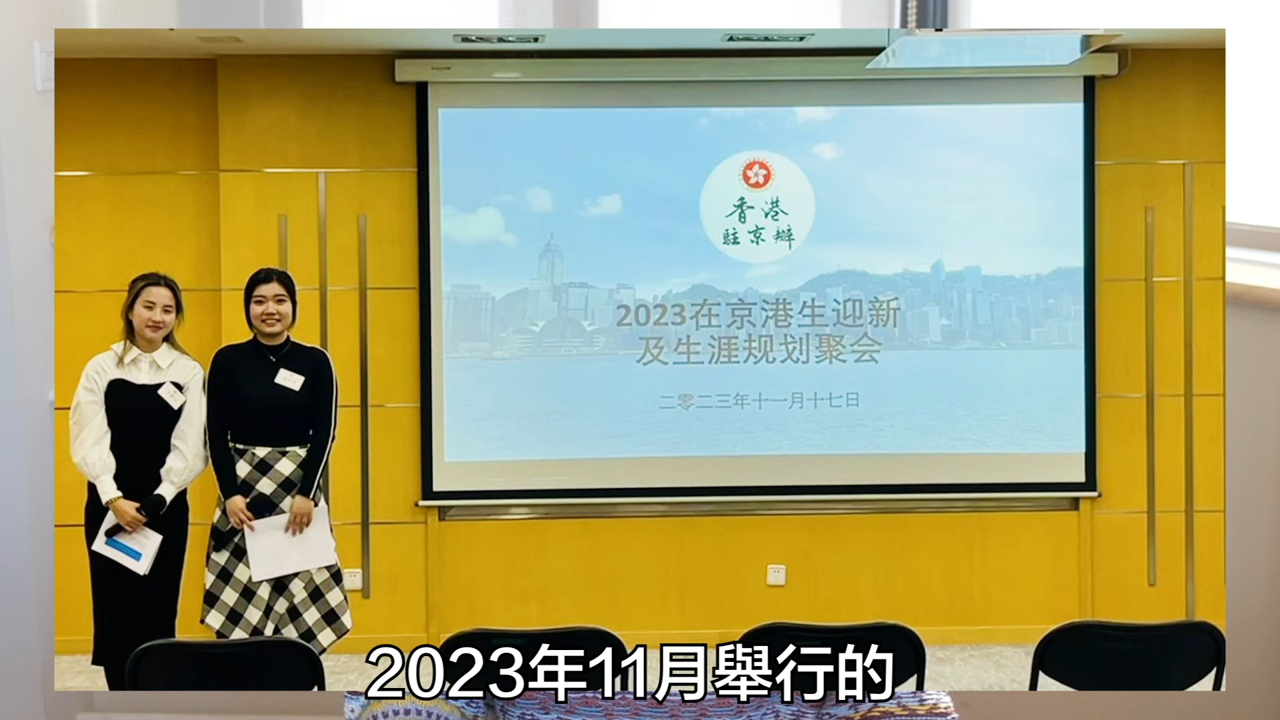 香港
駐京辦
2023在京港生迎新
及生涯规划聚会
二零二三年十一月十七日
2023年11月舉行的